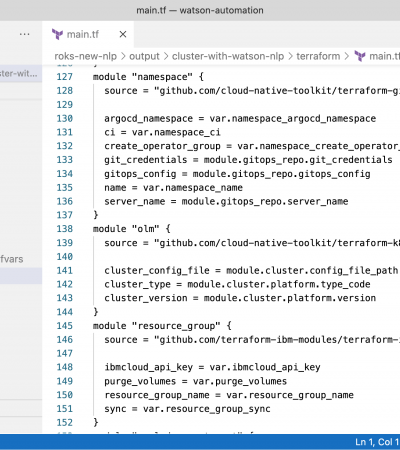 main.tf — watson-automation
main.tf
ster-wit...
roks-new-nlp > output > cluster-with-watson-nlp > terraform > main.tf
127 module "namespace" {
128 source = "github.com/cloud-native-toolkit/terraform-gi
129
130 argocd_namespace = var.namespace_argocd_namespace
131 ci = var.namespace_ci
132 create_operator_group = var.namespace_create_operator_
133 git_credentials = module.gitops_repo.git_credentials
134 gitops_config = module.gitops_repo.gitops_config
135 name = var.namespace_name
136 server_name = module.gitops_repo.server_name
137 }
138 module "olm" {
139 source = "github.com/cloud-native-toolkit/terraform-k8
140
fvars
141 cluster_config_file = module.cluster.config_file_path
142 cluster_type = module.cluster.platform.type_code
143 cluster_version = module.cluster.platform.version
144 }
145 module "resource_group" {
146 source = "github.com/terraform-ibm-modules/terraform-i
147
148 ibmcloud_api_key = var.ibmcloud_api_key
149 purge_volumes = var.purge_volumes
150 resource_group_name = var.resource_group_name
151 sync = var.resource_group_sync
152 }
Ln 1, Col 1